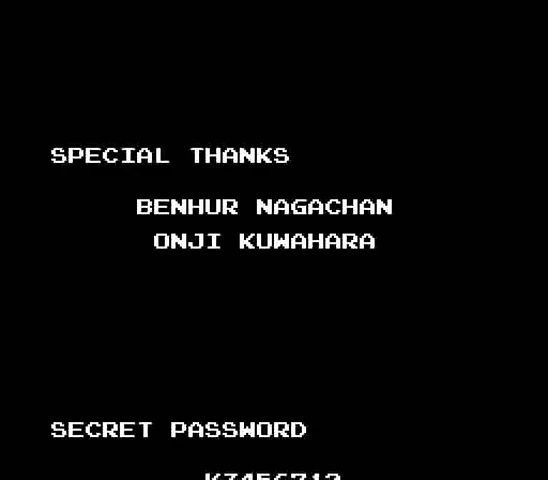 SPECIAL THANKS
BENHUR NAGACHAN
ONJI KUWAHARA
SECRET PASSWORD